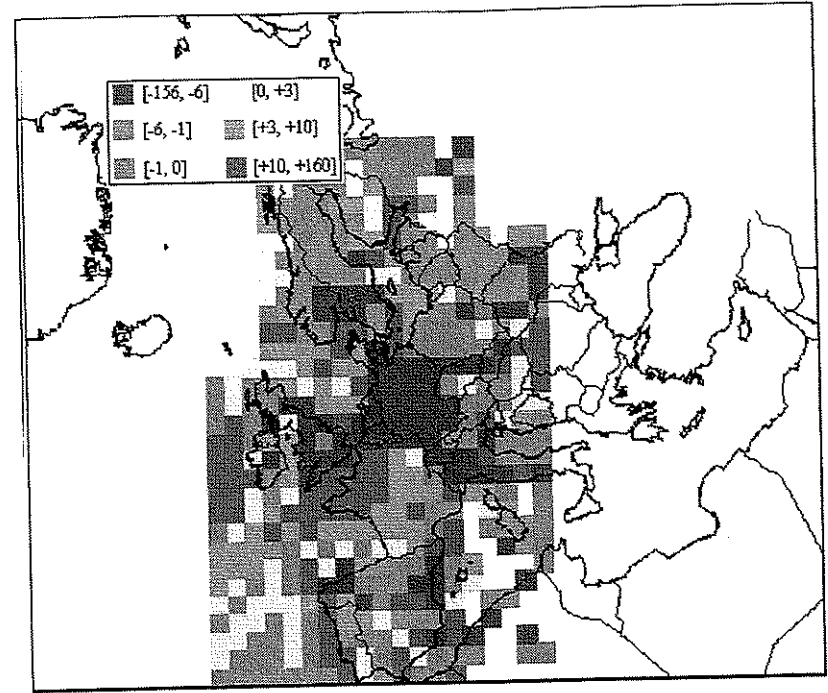 [-156, -6] [0, +3]
[-6, -1] [+3, +10]
[-1, 0] [+10, +160]